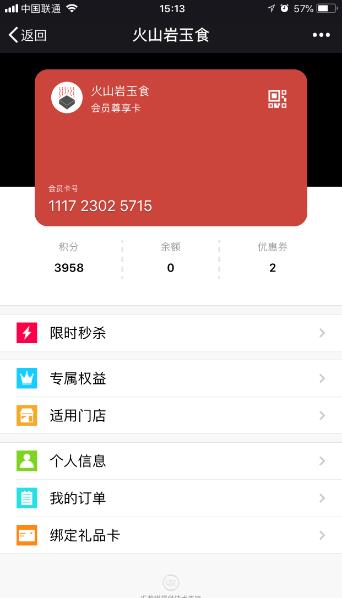 中国联通
15:13
57%
返回
火山岩玉食
火山岩玉食
会员尊享卡
会员卡号
1117 2302 5715
积分
余额
优惠券
3958
0
2
限时秒杀
专属权益
适用门店
个人信息
我的订单
绑定礼品卡